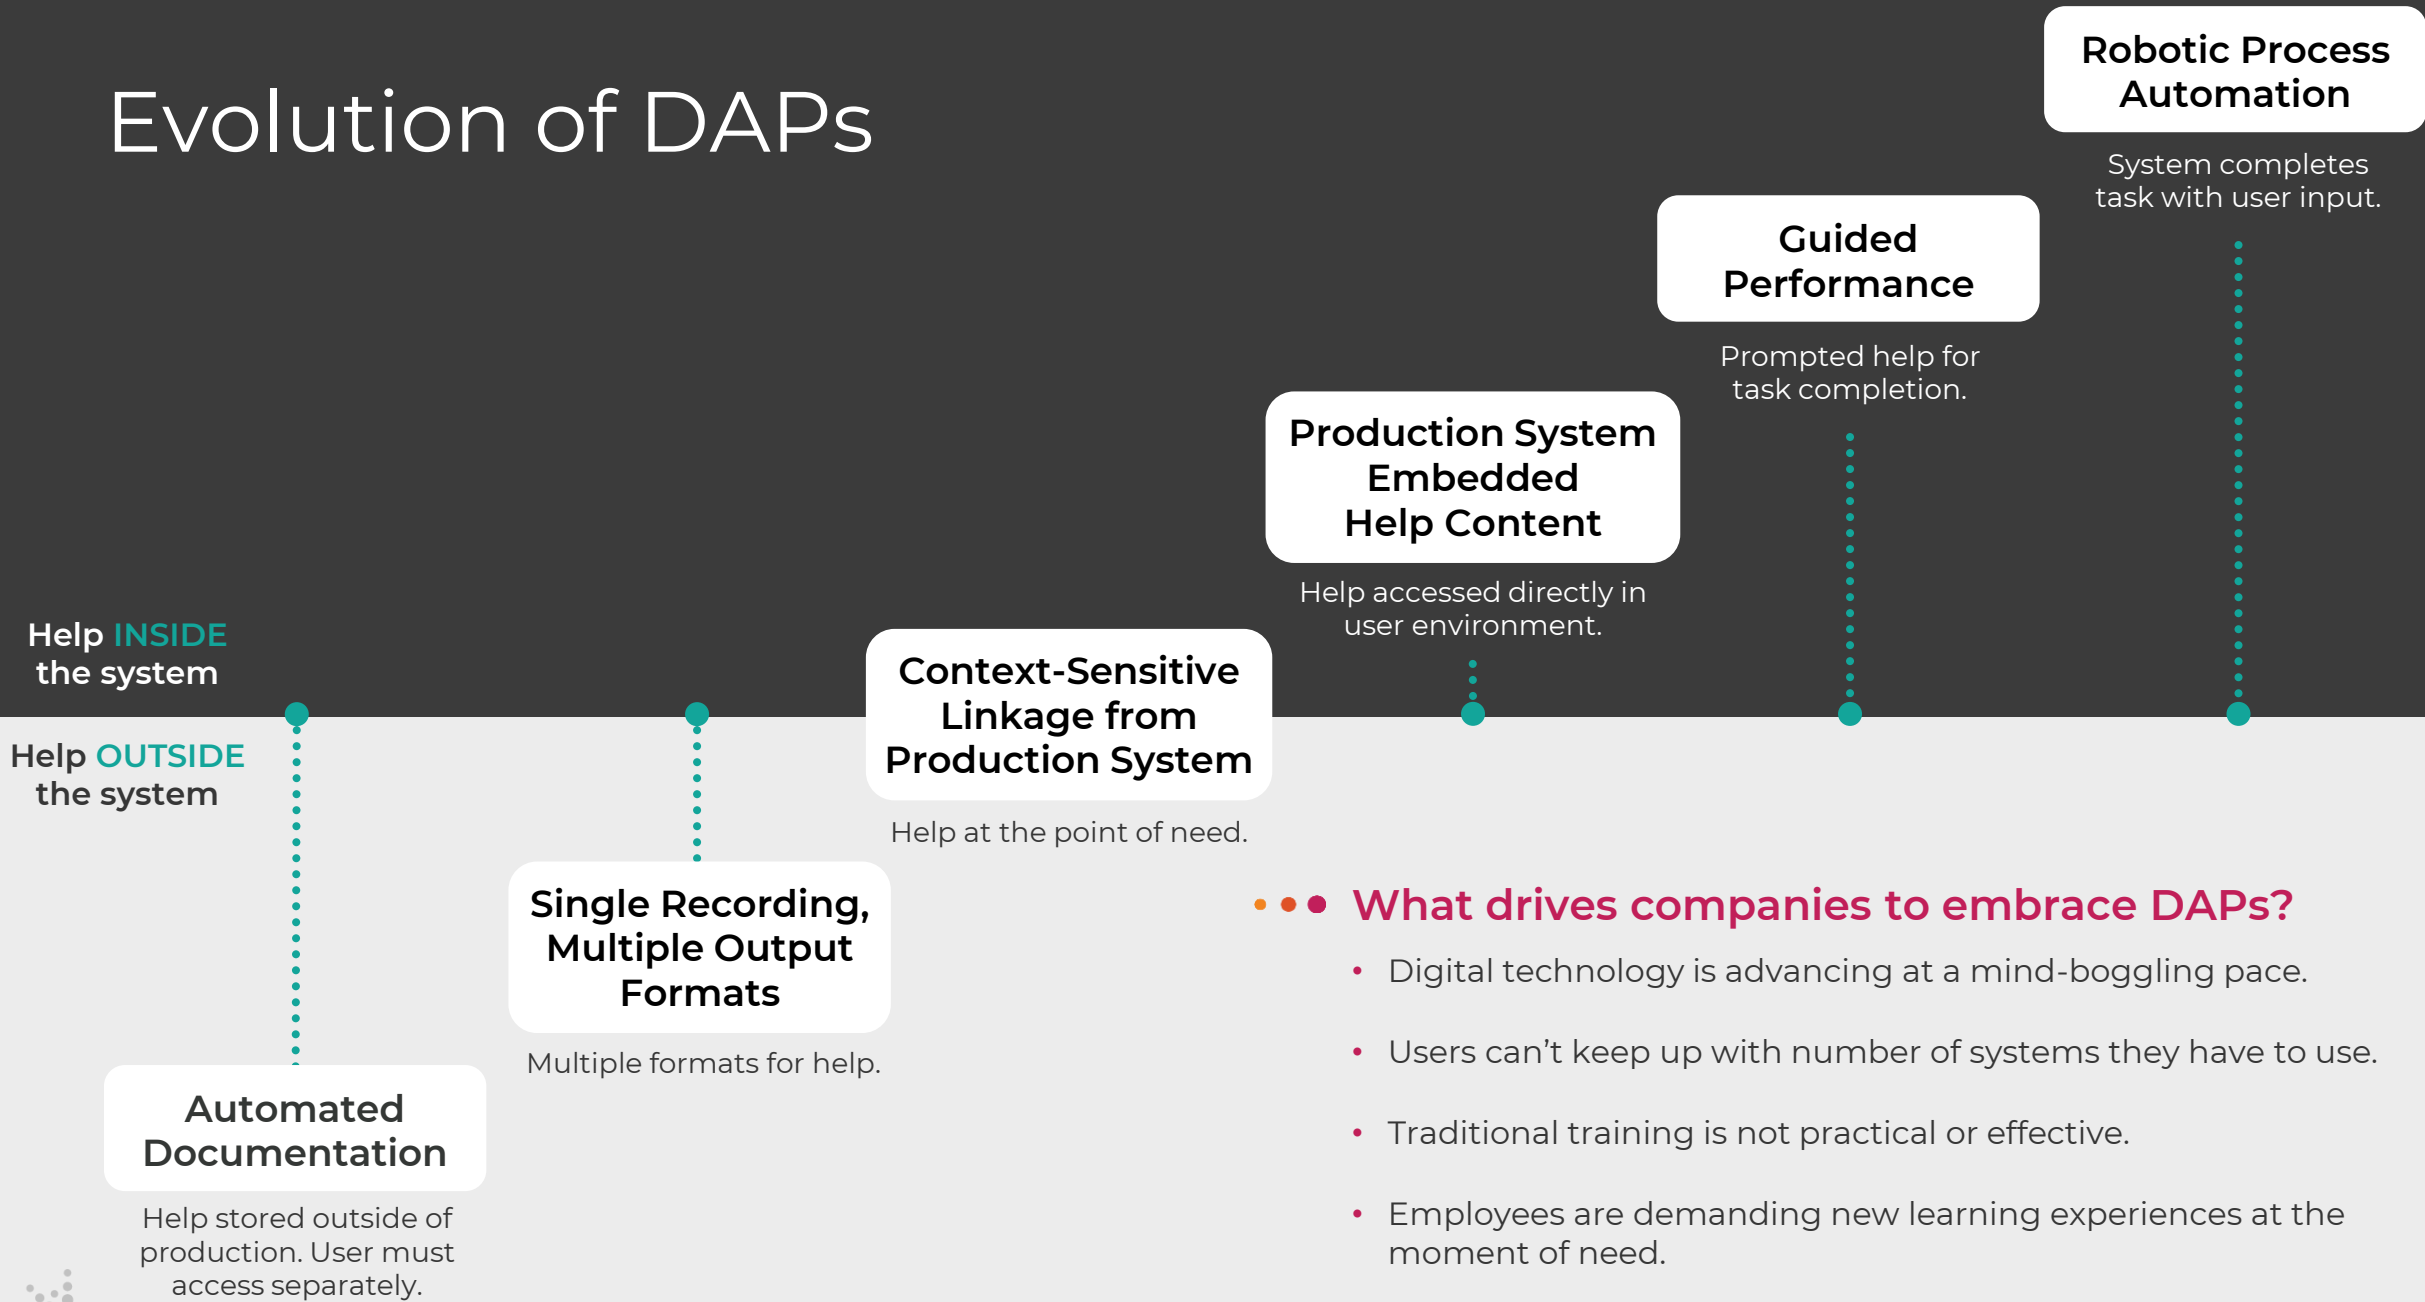 Evolution of DAPs
Robotic Process
Automation
System completes
task with user input.
Guided
Performance
Prompted help for
task completion.
Production System
Embedded
Help Content
Help accessed directly in
user environment.
Help INSIDE
the system
Help OUTSIDE
the system
Context-Sensitive
Linkage from
Production System
Help at the point of need.
Single Recording,
Multiple Output
Formats
Multiple formats for help.
Automated
Documentation
Help stored outside of
production. User must
access separately.
What drives companies to embrace DAPs?
• Digital technology is advancing at a mind-boggling pace.
• Users can’t keep up with number of systems they have to use.
• Traditional training is not practical or effective.
• Employees are demanding new learning experiences at the
moment of need.